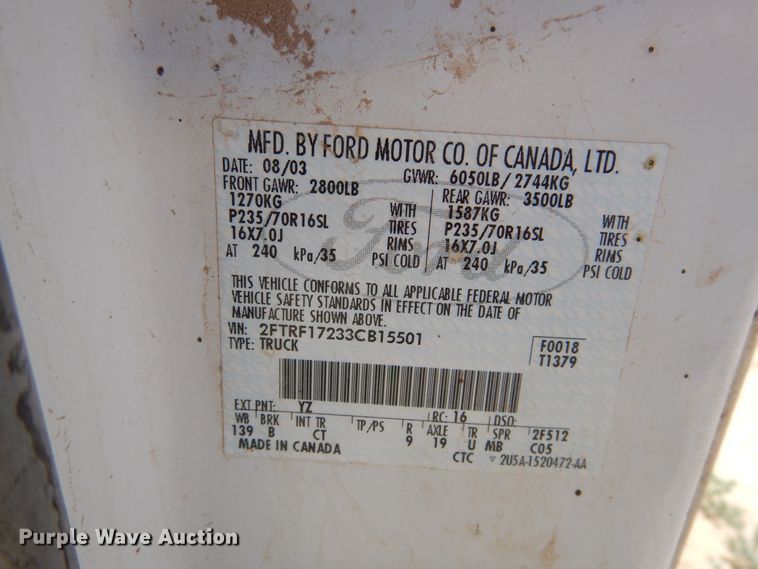 MFD. BY FORD MOTOR CO. OF CANADA, LTD.
DATE: 08/03 GVWR: 6050LB/ 2744KG
FRONT GAWR: 2800LB REAR GAWR: 3500LB
1270KG WITH 1587KG WITH
P235/70R16SL TIRES P235/70R16SL TIRES
16X7.0J RIMS 16X7.0J RIMS
AT 240 kPa/35 PSI COLD AT 240 kPa/35 PSI COLD
Ford
THIS VEHICLE CONFORMS TO ALL APPLICABLE FEDERAL MOTOR
VEHICLE SAFETY STANDARDS IN EFFECT ON THE DATE OF
MANUFACTURE SHOWN ABOVE.
VIN: 2FTRF17233CB15501 F0018
TYPE: TRUCK T1379
EXT PNT: YZ RC: 16 DSO:
WB BRK INT TR TP/PS R AXLE TR SPR 2F512
139 B CT 9 19 U MB C05
MADE IN CANADA CTC ▿ 2U5A-1520472-AA
Purple Wave Auction